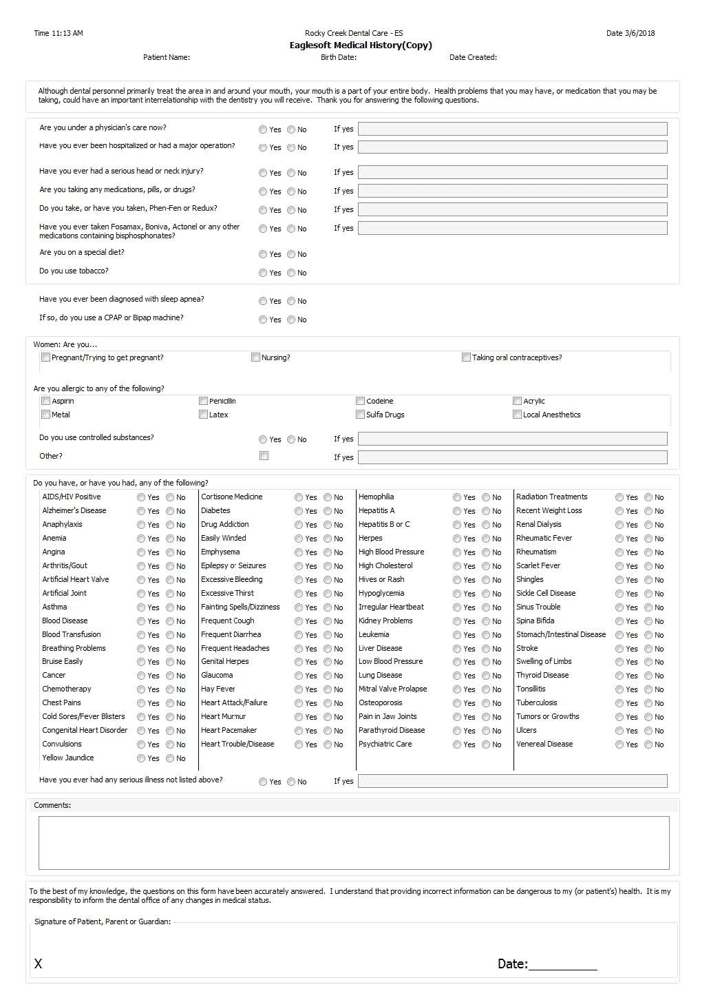 Time 11:13 AM Rocky Creek Dental Care - ES Date 3/6/2018
Eaglesoft Medical History(Copy)
Patient Name: Birth Date: Date Created:
Although dental personnel primarily treat the area in and around your mouth, your mouth is a part of your entire body. Health problems that you may have, or medication that you may be
taking, could have an important interrelationship with the dentistry you will receive. Thank you for answering the following questions.
Are you under a physician's care now? Yes No If yes
Have you ever been hospitalized or had a major operation? Yes No If yes
Have you ever had a serious head or neck injury? Yes No If yes
Are you taking any medications, pills, or drugs? Yes No If yes
Do you take, or have you taken, Phen-Fen or Redux? Yes No If yes
Have you ever taken Fosamax, Boniva, Actonel or any other Yes No If yes
medications containing bisphosphonates?
Are you on a special diet? Yes No
Do you use tobacco? Yes No
Have you ever been diagnosed with sleep apnea? Yes No
If so, do you use a CPAP or Bipap machine? Yes No
Women: Are you...
Pregnant/Trying to get pregnant? Nursing? Taking oral contraceptives?
Are you allergic to any of the following?
Aspirin Penicillin Codeine Acrylic
Metal Latex Sulfa Drugs Local Anesthetics
Do you use controlled substances? Yes No If yes
Other? If yes
Do you have, or have you had, any of the following?
AIDS/HIV Positive Yes No Cortisone Medicine Yes No Hemophilia Yes No Radiation Treatments Yes No
Alzheimer's Disease Yes No Diabetes Yes No Hepatitis A Yes No Recent Weight Loss Yes No
Anaphylaxis Yes No Drug Addiction Yes No Hepatitis B or C Yes No Renal Dialysis Yes No
Anemia Yes No Easily Winded Yes No Herpes Yes No Rheumatic Fever Yes No
Angina Yes No Emphysema Yes No High Blood Pressure Yes No Rheumatism Yes No
Arthritis/Gout Yes No Epilepsy or Seizures Yes No High Cholesterol Yes No Scarlet Fever Yes No
Artificial Heart Valve Yes No Excessive Bleeding Yes No Hives or Rash Yes No Shingles Yes No
Artificial Joint Yes No Excessive Thirst Yes No Hypoglycemia Yes No Sickle Cell Disease Yes No
Asthma Yes No Fainting Spells/Dizziness Yes No Irregular Heartbeat Yes No Sinus Trouble Yes No
Blood Disease Yes No Frequent Cough Yes No Kidney Problems Yes No Spina Bifida Yes No
Blood Transfusion Yes No Frequent Diarrhea Yes No Leukemia Yes No Stomach/Intestinal Disease Yes No
Breathing Problems Yes No Frequent Headaches Yes No Liver Disease Yes No Stroke Yes No
Bruise Easily Yes No Genital Herpes Yes No Low Blood Pressure Yes No Swelling of Limbs Yes No
Cancer Yes No Glaucoma Yes No Lung Disease Yes No Thyroid Disease Yes No
Chemotherapy Yes No Hay Fever Yes No Mitral Valve Prolapse Yes No Tonsillitis Yes No
Chest Pains Yes No Heart Attack/Failure Yes No Osteoporosis Yes No Tuberculosis Yes No
Cold Sores/Fever Blisters Yes No Heart Murmur Yes No Pain in Jaw Joints Yes No Tumors or Growths Yes No
Congenital Heart Disorder Yes No Heart Pacemaker Yes No Parathyroid Disease Yes No Ulcers Yes No
Convulsions Yes No Heart Trouble/Disease Yes No Psychiatric Care Yes No Venereal Disease Yes No
Yellow Jaundice Yes No
Have you ever had any serious illness not listed above? Yes No If yes
Comments:
To the best of my knowledge, the questions on this form have been accurately answered. I understand that providing incorrect information can be dangerous to my (or patient's) health. It is my
responsibility to inform the dental office of any changes in medical status.
Signature of Patient, Parent or Guardian:
X Date:__________